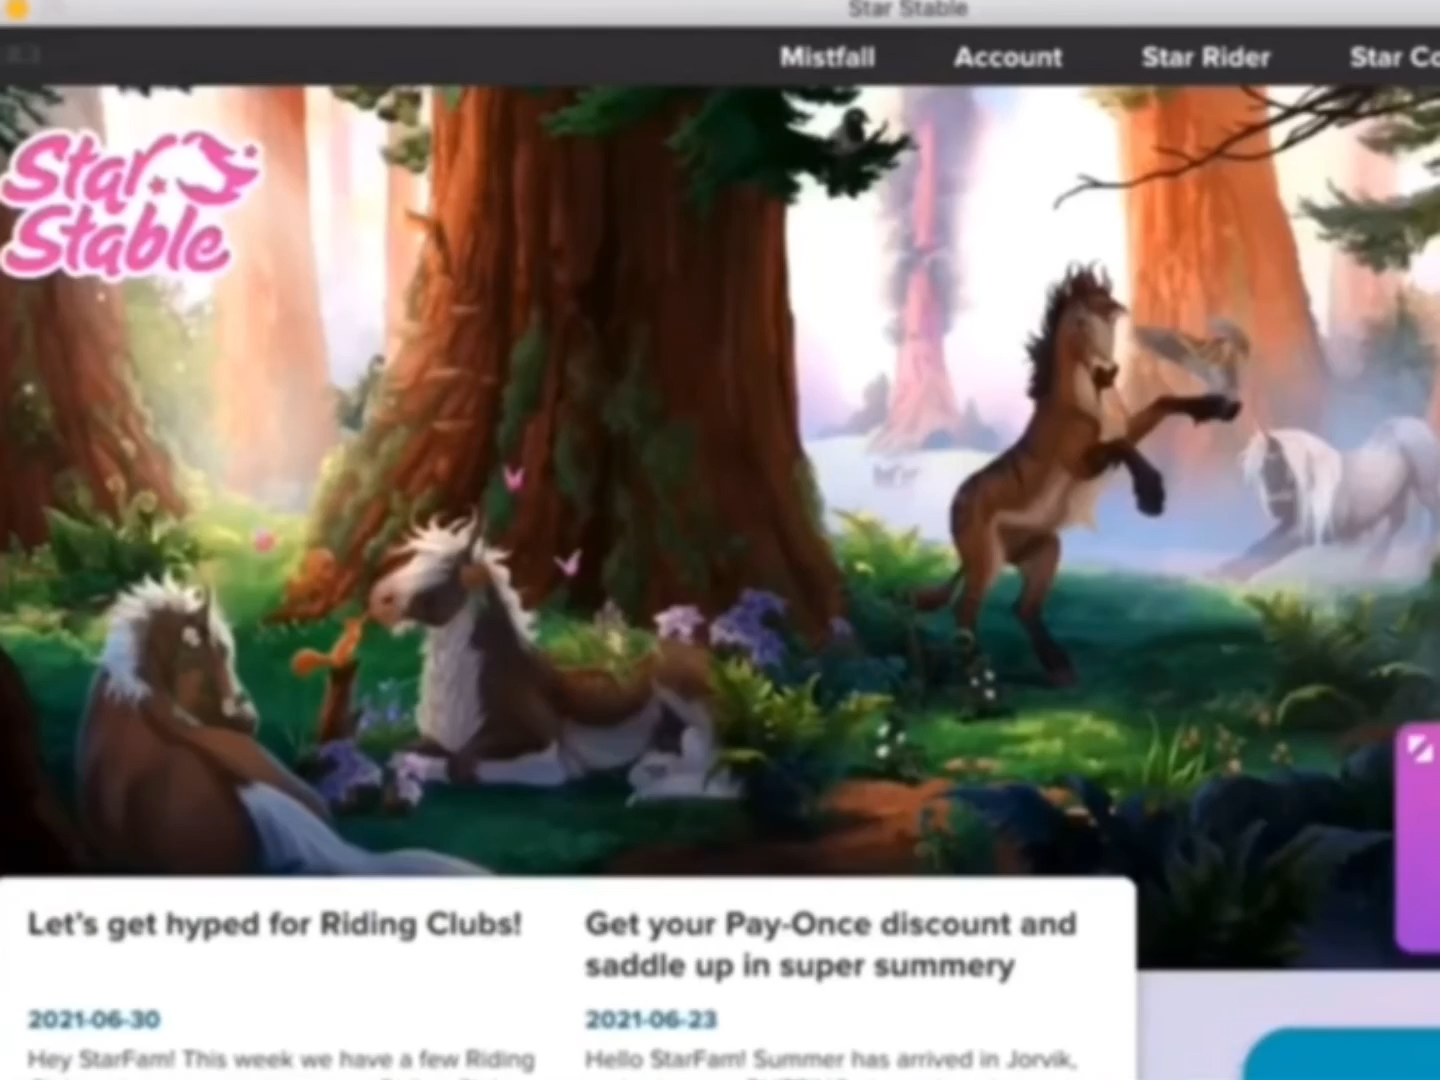 Star Stable
Mistfall
Account
Star Rider
Star Co
Star
Stable
Let's get hyped for Riding Clubs!
2021-06-30
Hey StarFam! This week we have a few Riding
Get your Pay-Once discount and
saddle up in super summery
2021-06-23
Hello StarFam! Summer has arrived in Jorvik,